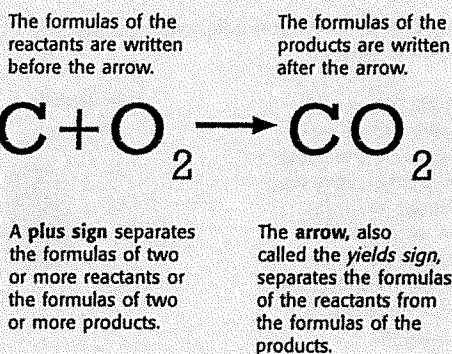 The formulas of the
reactants are written
before the arrow.
The formulas of the
products are written
after the arrow.
C+O₂ → CO₂
A plus sign separates
the formulas of two
or more reactants or
the formulas of two
or more products.
The arrow, also
called the yields sign,
separates the formulas
of the reactants from
the formulas of the
products.